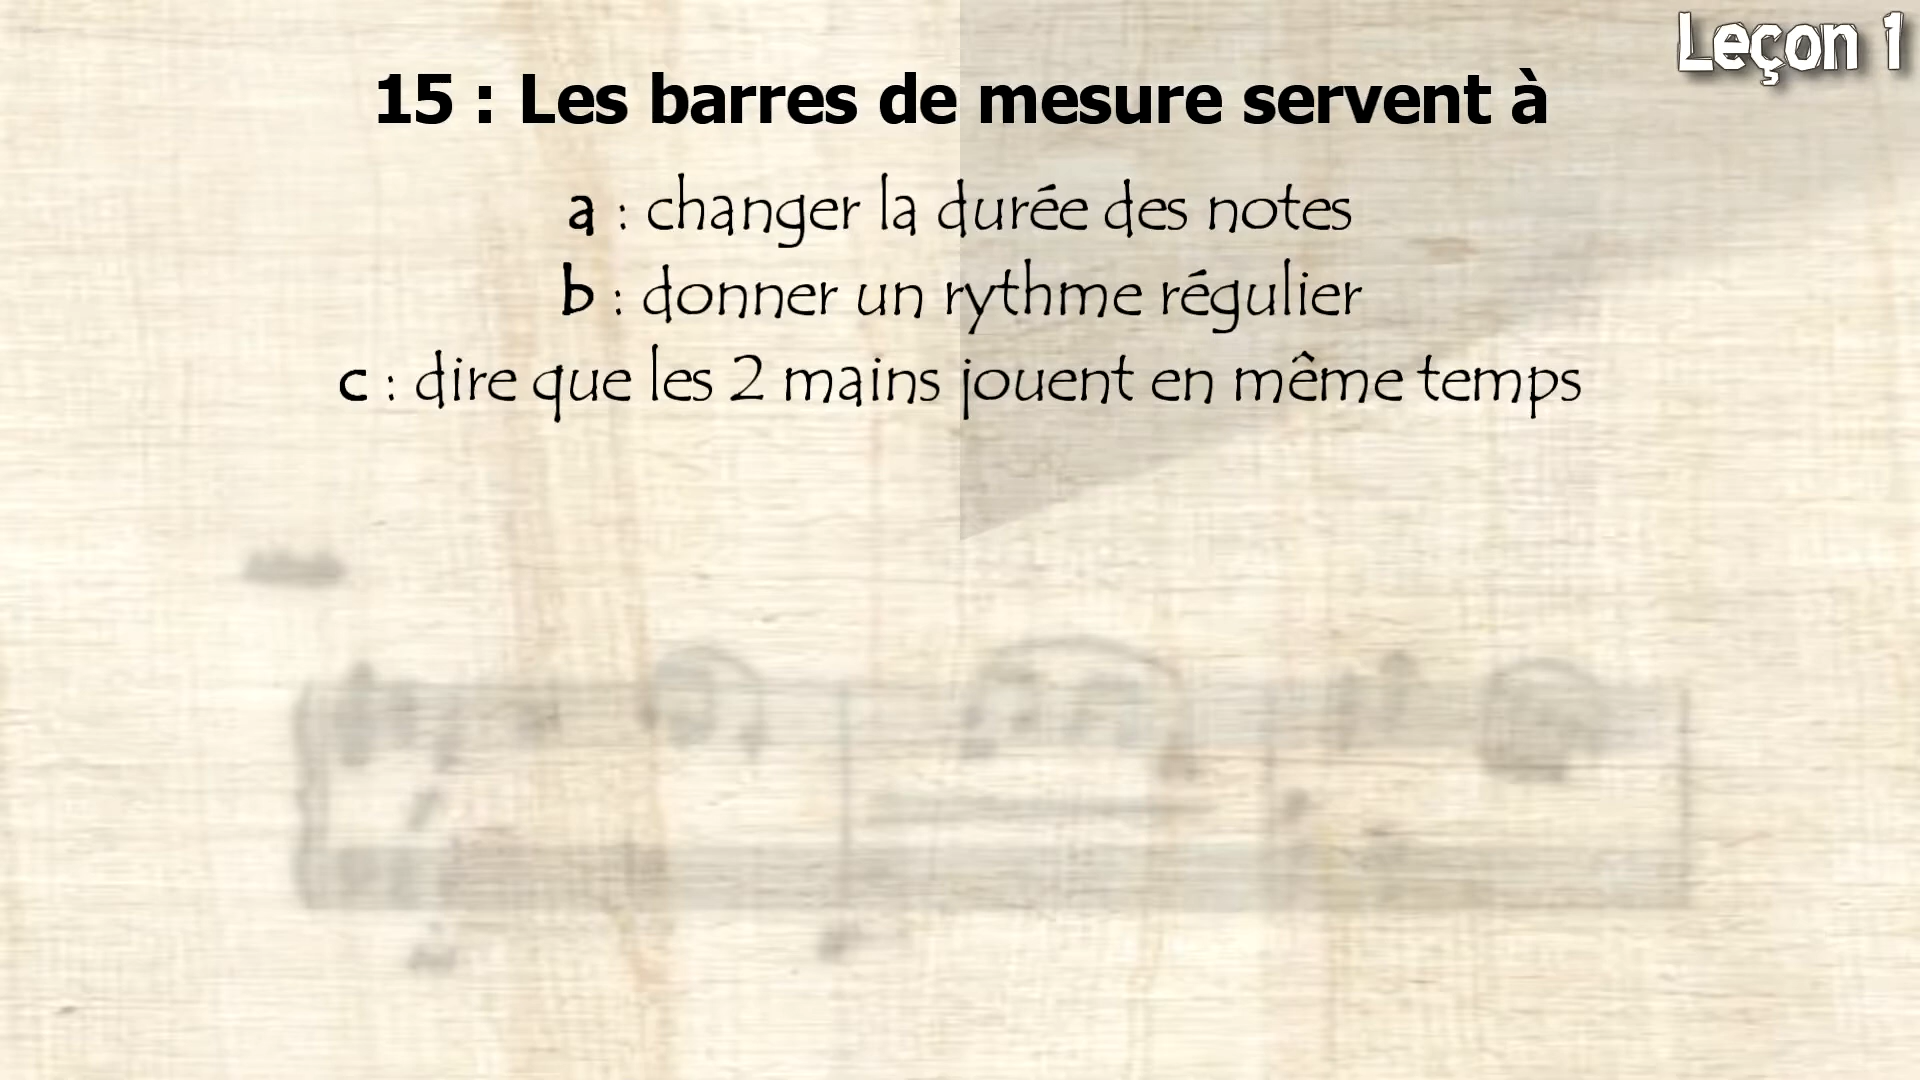 Leçon 1
15 : Les barres de mesure servent à
a : changer la durée des notes
b : donner un rythme régulier
c : dire que les 2 mains jouent en même temps